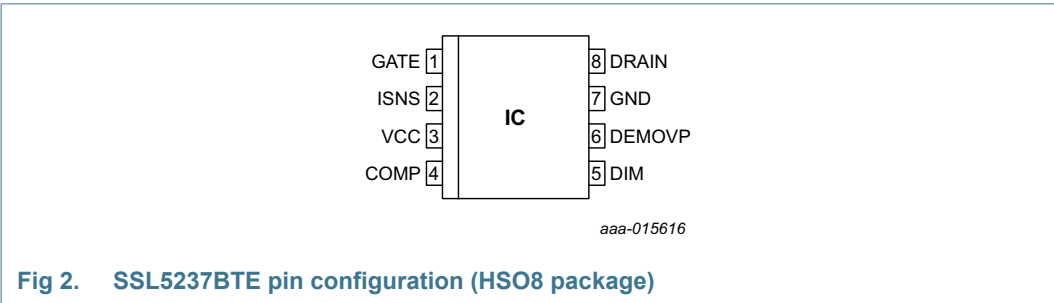 GATE 1 8 DRAIN
ISNS 2 7 GND
IC
VCC 3 6 DEMOVP
COMP 4 5 DIM
aaa-015616
Fig 2. SSL5237BTE pin configuration (HSO8 package)